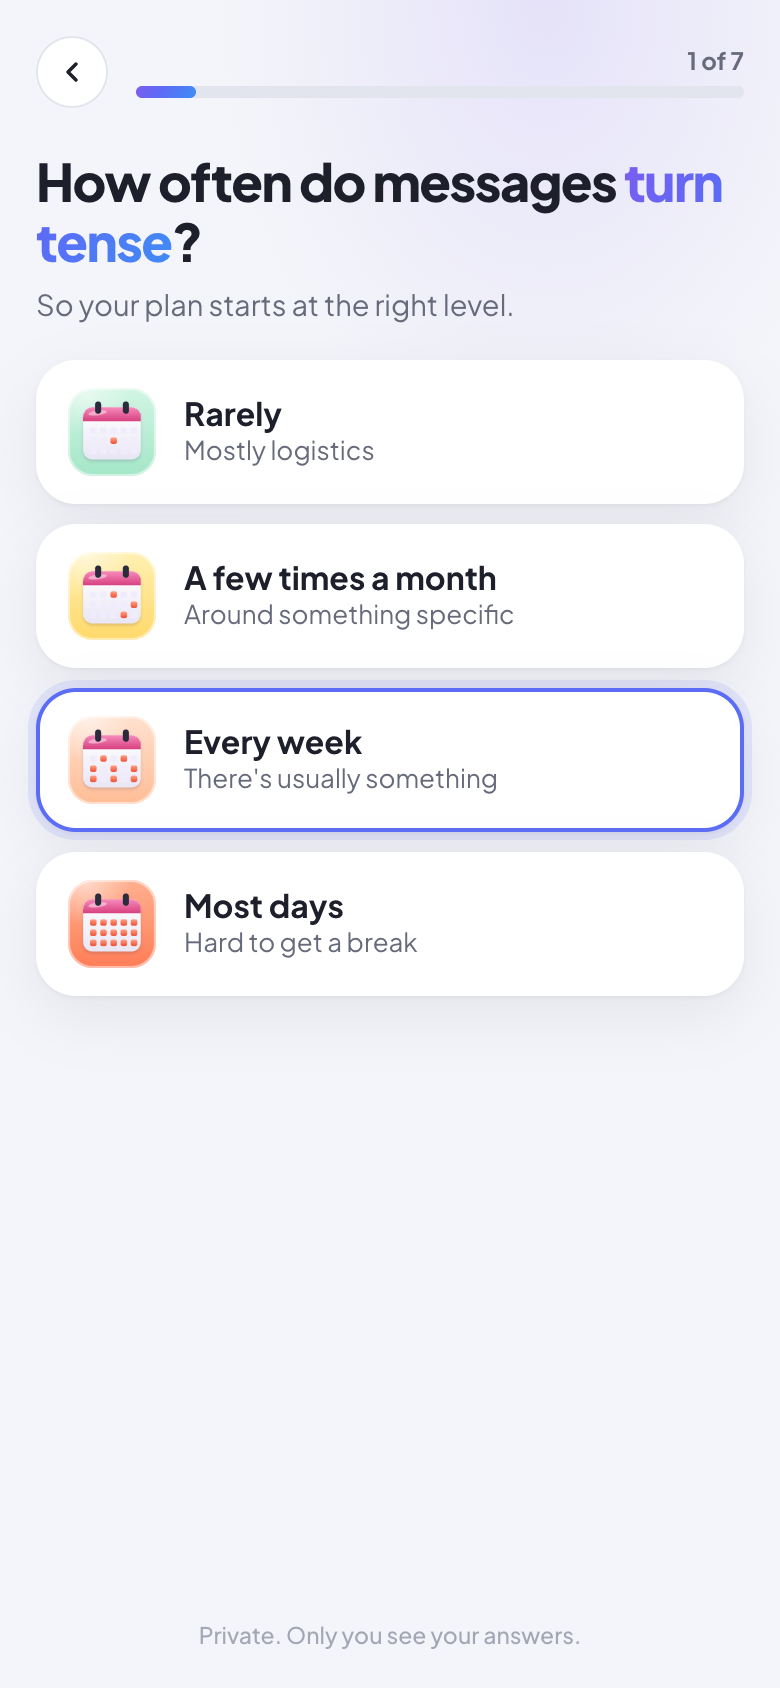 1 of 7
How often do messages turn
tense?
So your plan starts at the right level.
Rarely
Mostly logistics
A few times a month
Around something specific
Every week
There's usually something
Most days
Hard to get a break
Private. Only you see your answers.